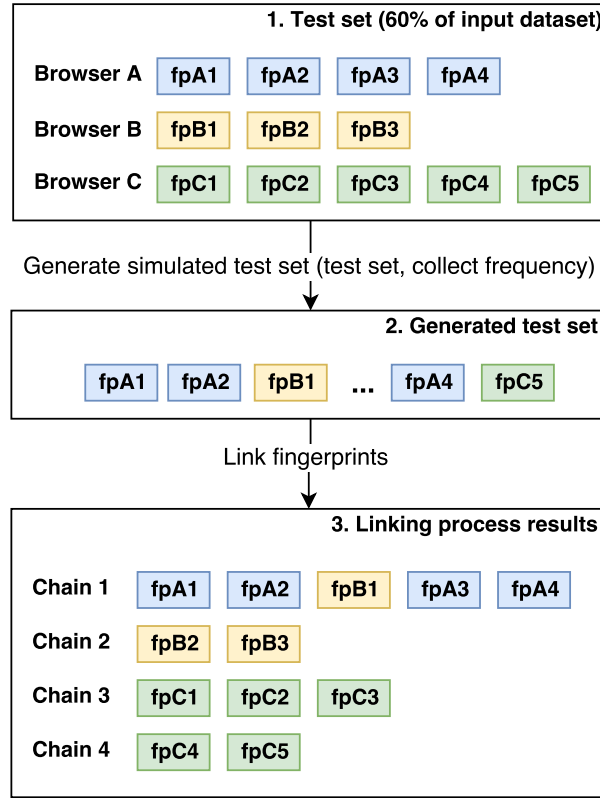 1. Test set (60% of input dataset)
Browser A fpA1 fpA2 fpA3 fpA4
Browser B fpB1 fpB2 fpB3
Browser C fpC1 fpC2 fpC3 fpC4 fpC5
Generate simulated test set (test set, collect frequency)
2. Generated test set
fpA1 fpA2 fpB1 ... fpA4 fpC5
Link fingerprints
3. Linking process results
Chain 1 fpA1 fpA2 fpB1 fpA3 fpA4
Chain 2 fpB2 fpB3
Chain 3 fpC1 fpC2 fpC3
Chain 4 fpC4 fpC5